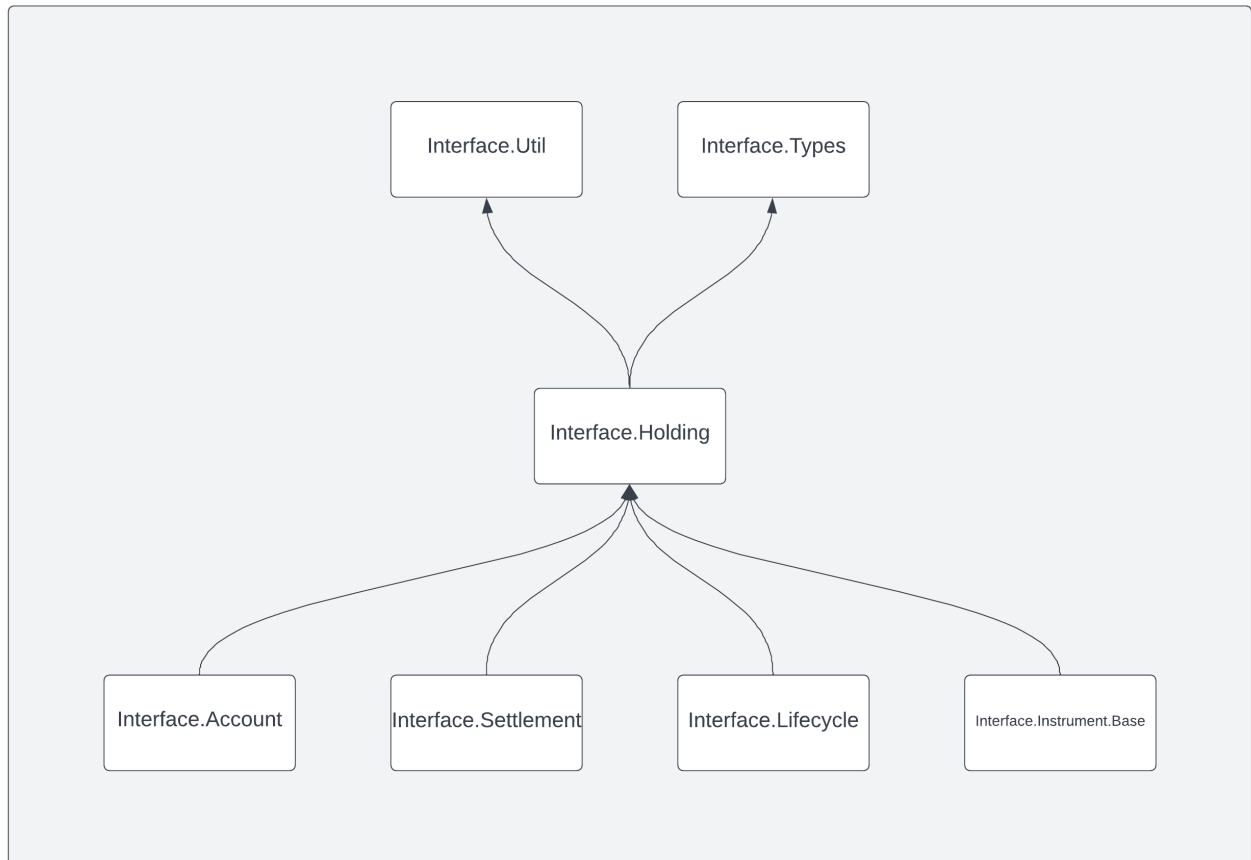 Interface.Util
Interface.Types
Interface.Holding
Interface.Account
Interface.Settlement
Interface.Lifecycle
Interface.Instrument.Base